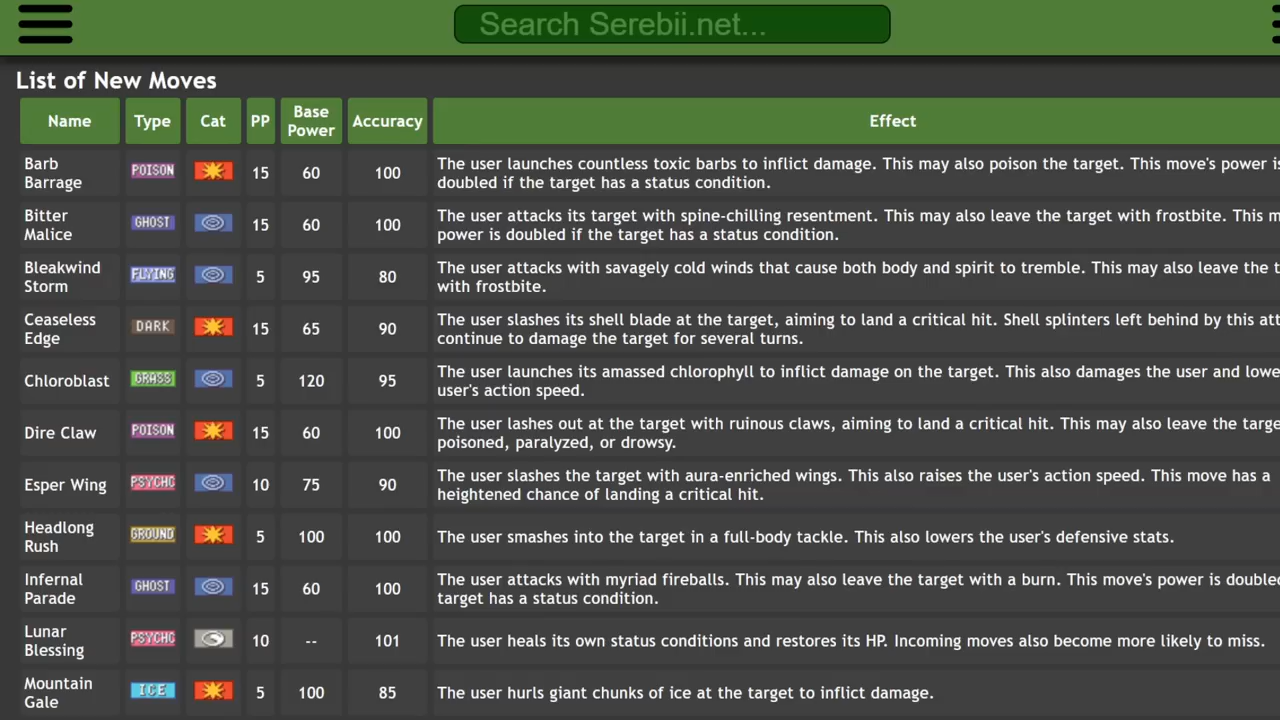 Search Serebii.net...
List of New Moves
Name Type Cat PP Base Power Accuracy Effect
Barb Barrage POISON 15 60 100 The user launches countless toxic barbs to inflict damage. This may also poison the target. This move's power is
doubled if the target has a status condition.
Bitter Malice GHOST 15 60 100 The user attacks its target with spine-chilling resentment. This may also leave the target with frostbite. This m
power is doubled if the target has a status condition.
Bleakwind Storm FLYING 5 95 80 The user attacks with savagely cold winds that cause both body and spirit to tremble. This may also leave the t
with frostbite.
Ceaseless Edge DARK 15 65 90 The user slashes its shell blade at the target, aiming to land a critical hit. Shell splinters left behind by this att
continue to damage the target for several turns.
Chloroblast GRASS 5 120 95 The user launches its amassed chlorophyll to inflict damage on the target. This also damages the user and lowe
user's action speed.
Dire Claw POISON 15 60 100 The user lashes out at the target with ruinous claws, aiming to land a critical hit. This may also leave the targe
poisoned, paralyzed, or drowsy.
Esper Wing PSYCHC 10 75 90 The user slashes the target with aura-enriched wings. This also raises the user's action speed. This move has a
heightened chance of landing a critical hit.
Headlong Rush GROUND 5 100 100 The user smashes into the target in a full-body tackle. This also lowers the user's defensive stats.
Infernal Parade GHOST 15 60 100 The user attacks with myriad fireballs. This may also leave the target with a burn. This move's power is double
target has a status condition.
Lunar Blessing PSYCHC 10 -- 101 The user heals its own status conditions and restores its HP. Incoming moves also become more likely to miss.
Mountain Gale ICE 5 100 85 The user hurls giant chunks of ice at the target to inflict damage.